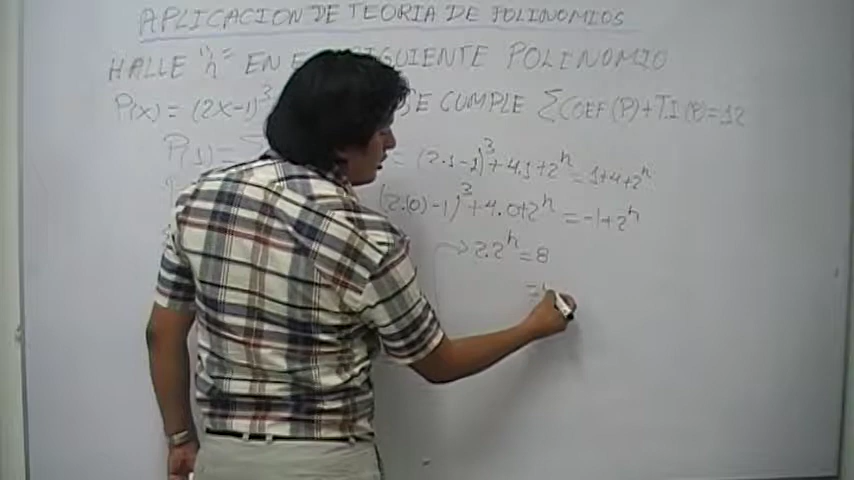 APLICACION DE TEORIA DE POLINOMIOS
HALLE "n" EN E SIGUIENTE POLINOMIO
P(X) = (2X-1)³ SE CUMPLE ΣCOEF(P)+T.I(P)=12
P(1) = Σ = (2.1-1)³+4.1+2ⁿ = 1+4+2ⁿ
(2.(0)-1)³+4.0+2ⁿ = -1+2ⁿ
→ 2.2ⁿ = 8
=